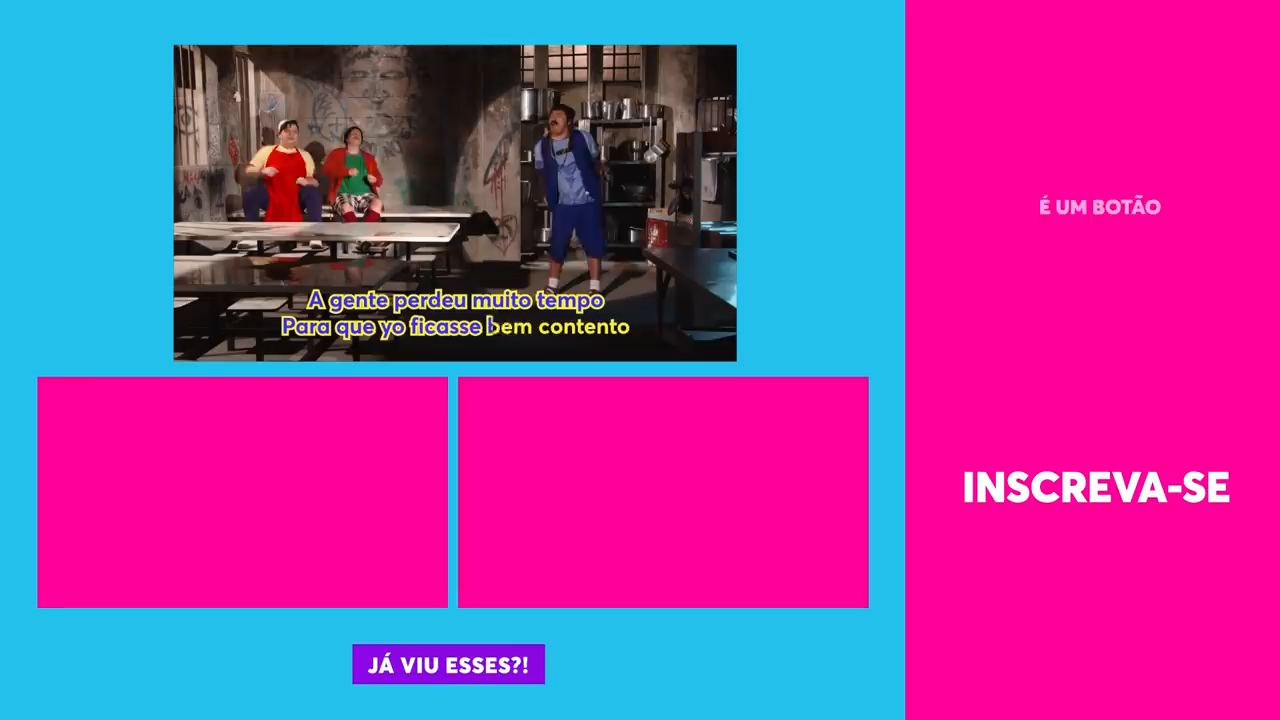 A gente perdeu muito tempo
Para que yo ficasse bem contento
É UM BOTÃO
INSCREVA-SE
JÁ VIU ESSES?!